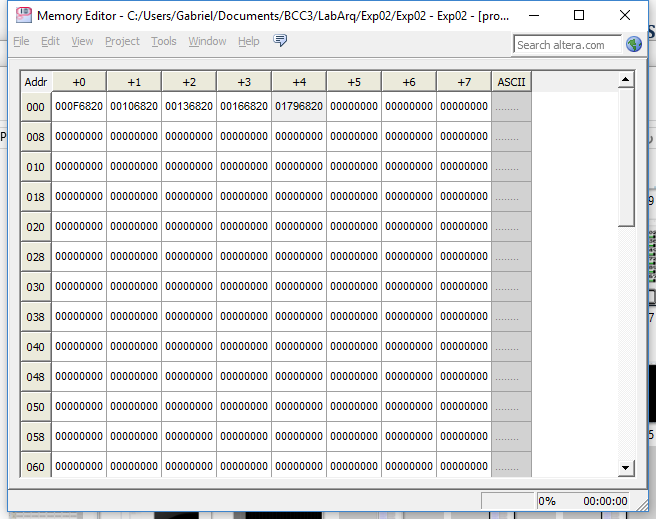 Memory Editor - C:/Users/Gabriel/Documents/BCC3/LabArq/Exp02/Exp02 - Exp02 - [pro...
File Edit View Project Tools Window Help
Search altera.com
Addr +0 +1 +2 +3 +4 +5 +6 +7 ASCII
000 000F6820 00106820 00136820 00166820 01796820 00000000 00000000 00000000 ........
008 00000000 00000000 00000000 00000000 00000000 00000000 00000000 00000000 ........
010 00000000 00000000 00000000 00000000 00000000 00000000 00000000 00000000 ........
018 00000000 00000000 00000000 00000000 00000000 00000000 00000000 00000000 ........
020 00000000 00000000 00000000 00000000 00000000 00000000 00000000 00000000 ........
028 00000000 00000000 00000000 00000000 00000000 00000000 00000000 00000000 ........
030 00000000 00000000 00000000 00000000 00000000 00000000 00000000 00000000 ........
038 00000000 00000000 00000000 00000000 00000000 00000000 00000000 00000000 ........
040 00000000 00000000 00000000 00000000 00000000 00000000 00000000 00000000 ........
048 00000000 00000000 00000000 00000000 00000000 00000000 00000000 00000000 ........
050 00000000 00000000 00000000 00000000 00000000 00000000 00000000 00000000 ........
058 00000000 00000000 00000000 00000000 00000000 00000000 00000000 00000000 ........
060 00000000 00000000 00000000 00000000 00000000 00000000 00000000 00000000 ........
0% 00:00:00